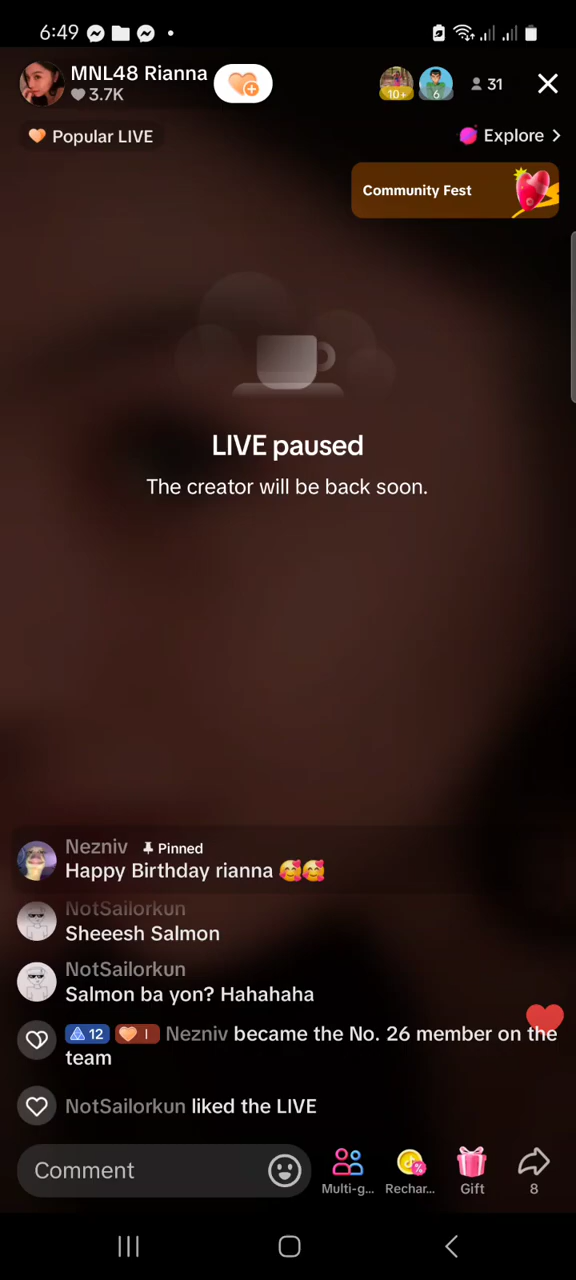 6:49
MNL48 Rianna
3.7K
10+
6
31
Popular LIVE
Explore
Community Fest
LIVE paused
The creator will be back soon.
Nezniv Pinned
Happy Birthday rianna 🥰🥰
NotSailorkun
Sheeesh Salmon
NotSailorkun
Salmon ba yon? Hahahaha
12 I Nezniv became the No. 26 member on the
team
NotSailorkun liked the LIVE
Comment
Multi-g...
Rechar...
Gift
8